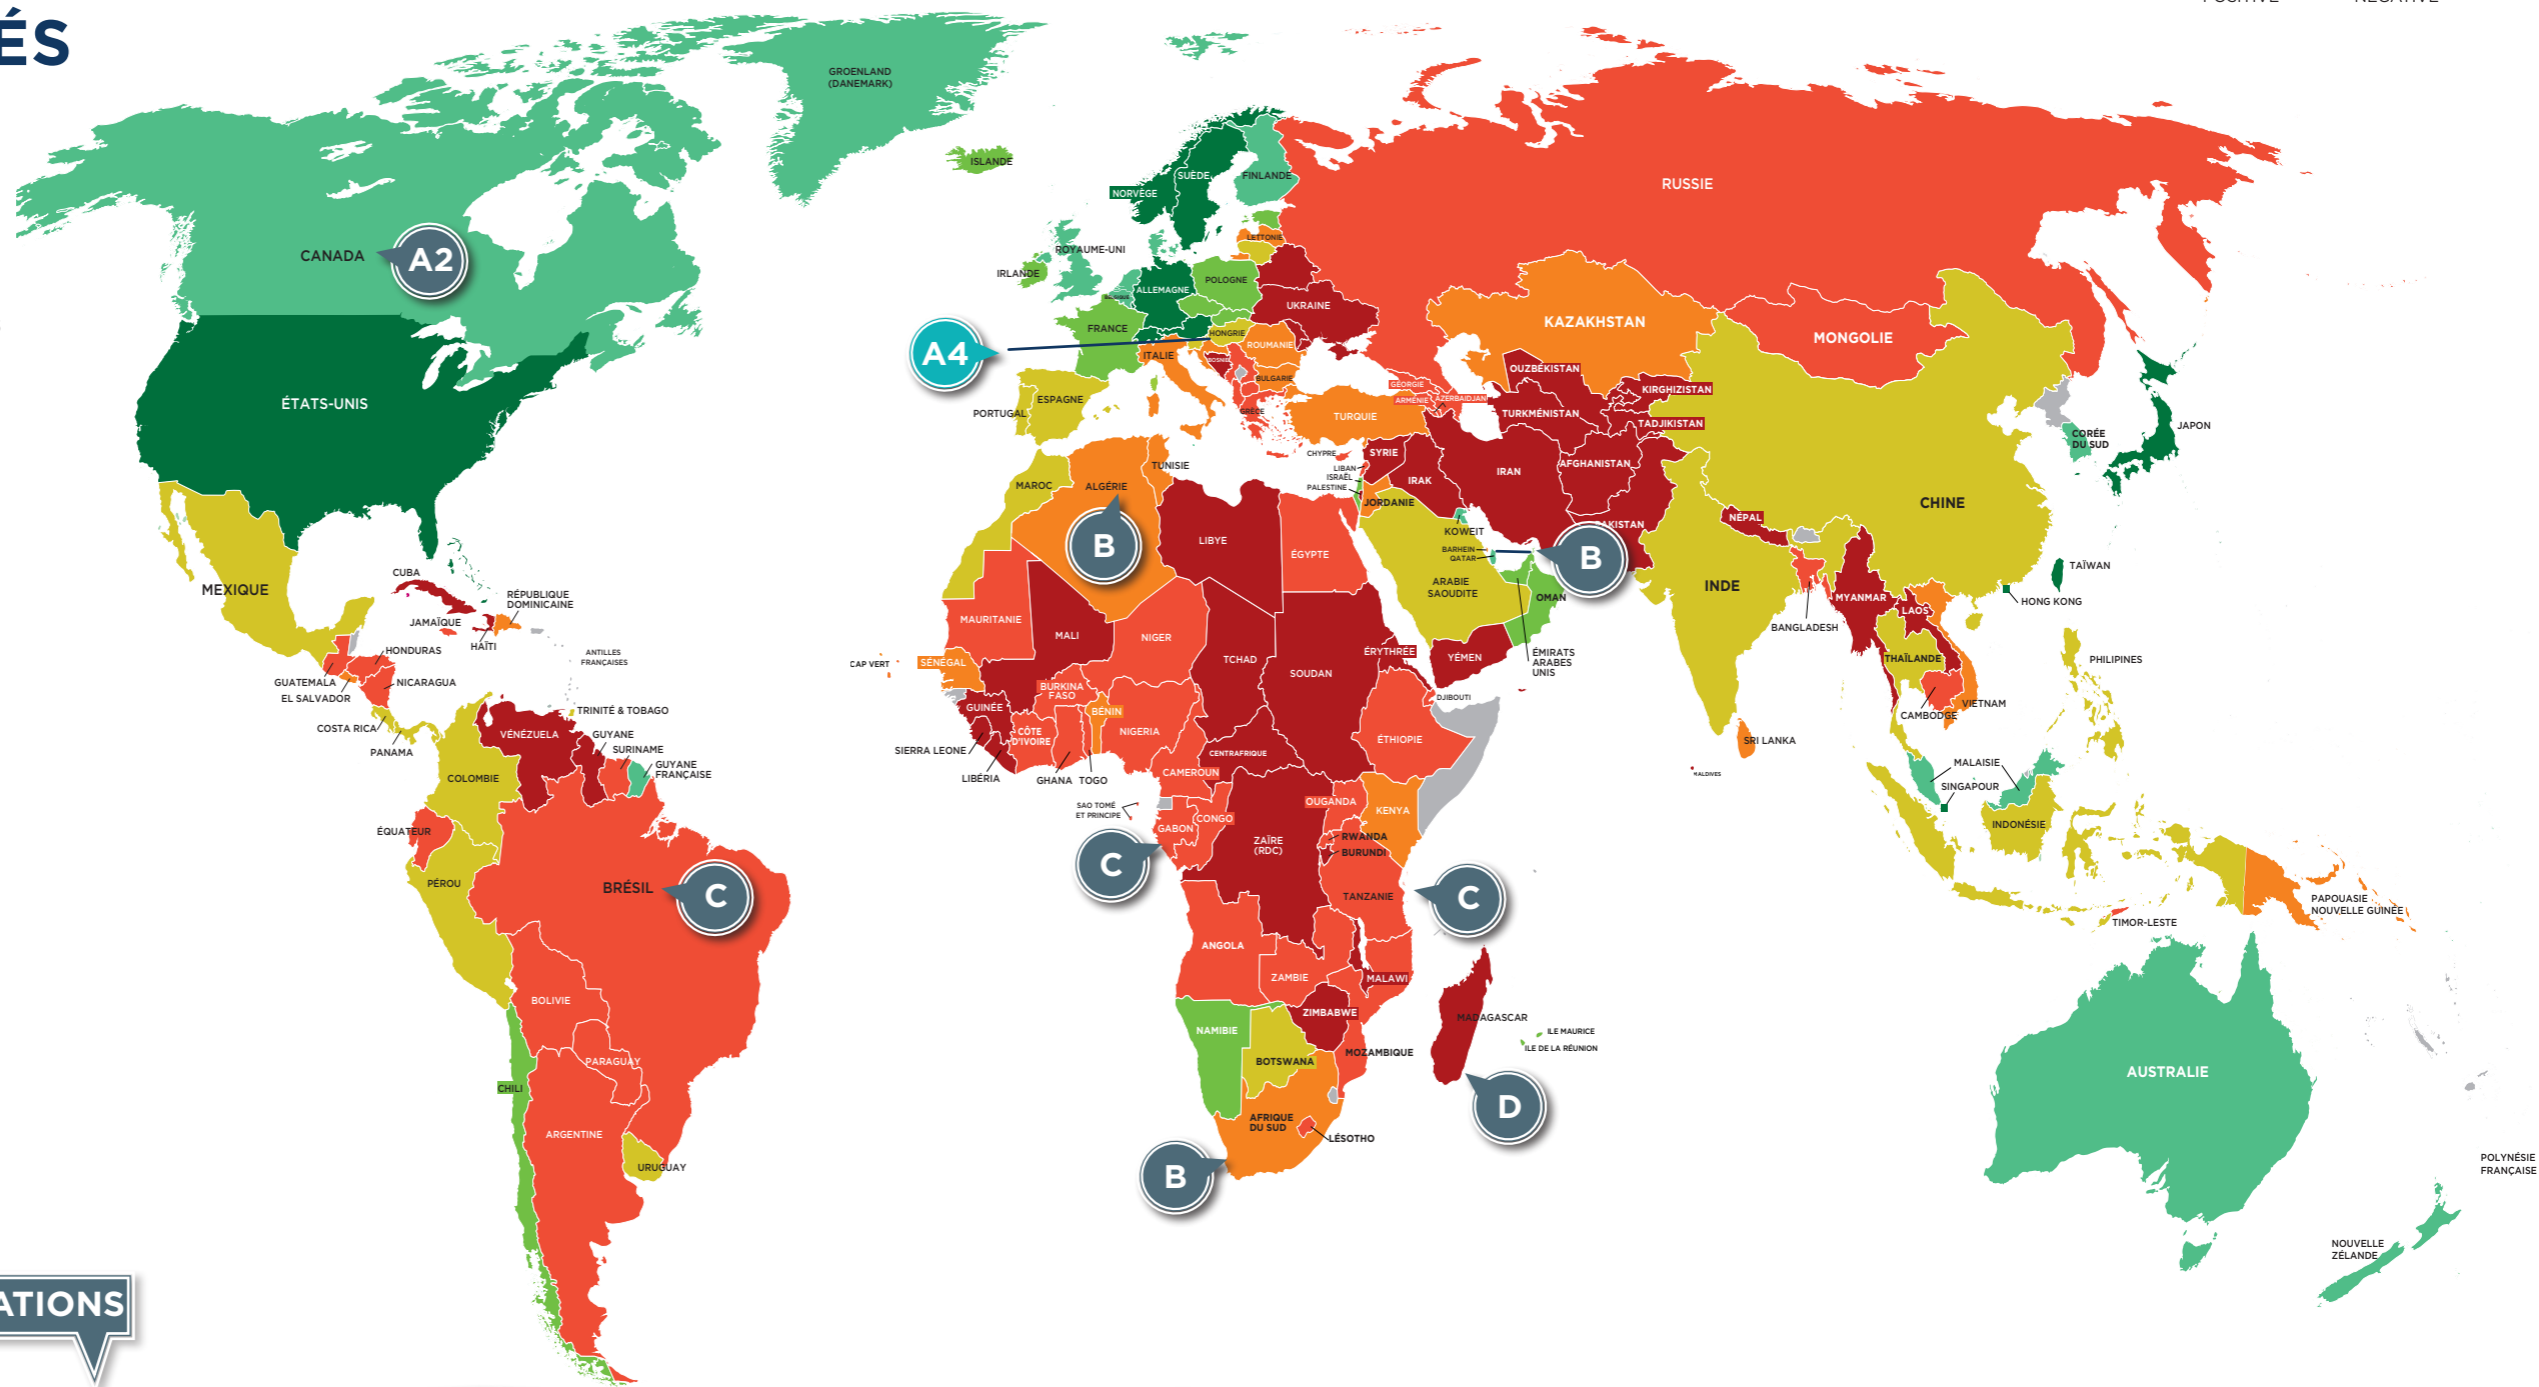 ÉS
POSITIVE
NÉGATIVE
GROENLAND
(DANEMARK)
ISLANDE
CANADA
A2
ÉTATS-UNIS
MEXIQUE
CUBA
RÉPUBLIQUE
DOMINICAINE
JAMAÏQUE
HAÏTI
HONDURAS
GUATEMALA
EL SALVADOR
NICARAGUA
COSTA RICA
PANAMA
ANTILLES
FRANÇAISES
TRINITÉ & TOBAGO
VÉNÉZUELA
GUYANE
SURINAME
GUYANE
FRANÇAISE
COLOMBIE
ÉQUATEUR
PÉROU
BRÉSIL
C
BOLIVIE
PARAGUAY
CHILI
ARGENTINE
URUGUAY
NORVÈGE
SUÈDE
FINLANDE
LETTONIE
ROYAUME-UNI
IRLANDE
POLOGNE
ALLEMAGNE
UKRAINE
FRANCE
A4
HONGRIE
ROUMANIE
ITALIE
BOSNIE
BULGARIE
ESPAGNE
PORTUGAL
GRÈCE
TURQUIE
GÉORGIE
ARMÉNIE
AZERBAIDJAN
RUSSIE
KAZAKHSTAN
MONGOLIE
OUZBÉKISTAN
KIRGHIZISTAN
TURKMÉNISTAN
TADJIKISTAN
CHYPRE
SYRIE
LIBAN
ISRAËL
PALESTINE
IRAK
IRAN
AFGHANISTAN
JORDANIE
KOWEIT
BARHEIN
QATAR
B
NÉPAL
CHINE
CORÉE
DU SUD
JAPON
TAÏWAN
HONG KONG
INDE
BANGLADESH
MYANMAR
LAOS
THAÏLANDE
CAMBODGE
VIETNAM
PHILIPINES
SRI LANKA
MALAISIE
SINGAPOUR
INDONÉSIE
PAPOUASIE
NOUVELLE GUINÉE
TIMOR-LESTE
AUSTRALIE
NOUVELLE
ZÉLANDE
POLYNÉSIE
FRANÇAISE
ARABIE
SAOUDITE
OMAN
ÉMIRATS
ARABES
UNIS
YÉMEN
MAROC
ALGÉRIE
TUNISIE
B
LIBYE
ÉGYPTE
MAURITANIE
MALI
NIGER
TCHAD
SOUDAN
ÉRYTHRÉE
CAP VERT
SÉNÉGAL
BURKINA
FASO
DJIBOUTI
GUINÉE
BÉNIN
CÔTE
D'IVOIRE
NIGERIA
SIERRA LEONE
LIBÉRIA
GHANA
TOGO
CENTRAFRIQUE
ÉTHIOPIE
CAMEROUN
SAO TOMÉ
ET PRINCIPE
GABON
CONGO
OUGANDA
KENYA
RWANDA
BURUNDI
ZAÏRE
(RDC)
C
TANZANIE
C
ANGOLA
ZAMBIE
MALAWI
ZIMBABWE
MADAGASCAR
ILE MAURICE
ILE DE LA RÉUNION
NAMIBIE
BOTSWANA
MOZAMBIQUE
D
AFRIQUE
DU SUD
LÉSOTHO
B
ATIONS